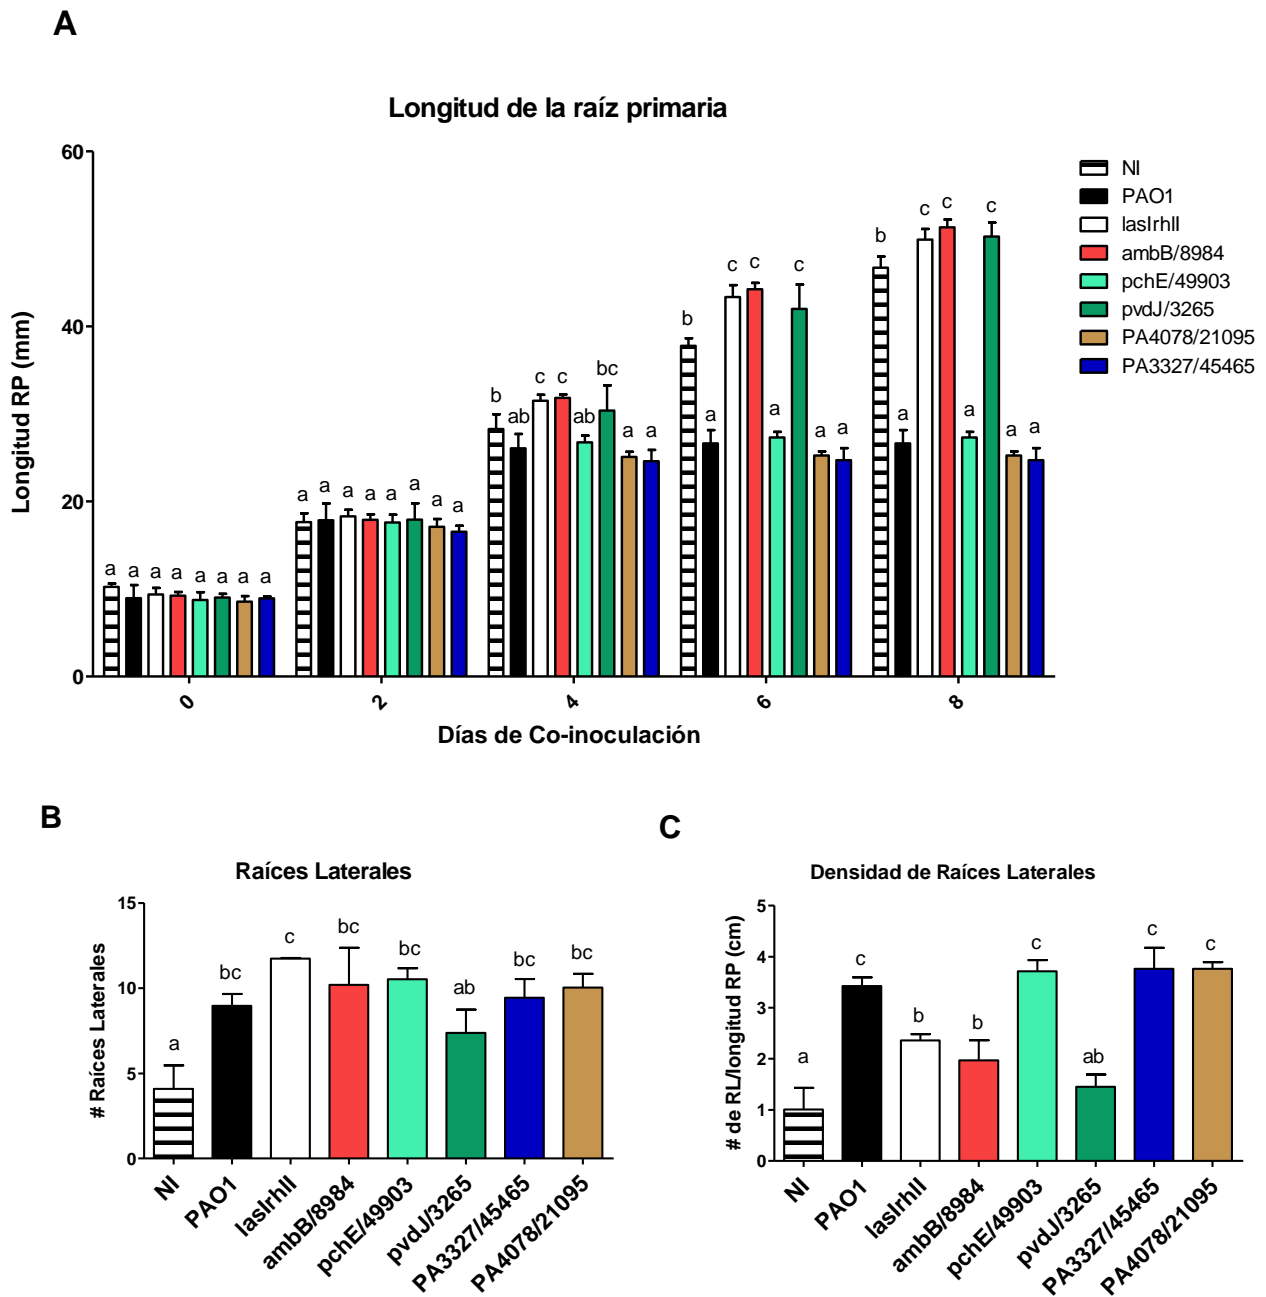 A
Longitud de la raíz primaria
60
40
20
0
Longitud RP (mm)
a a a a a a a a
a a a a a a a a
b ab c c ab bc a a
b a c c a c a a
b a c c a c a a
0 2 4 6 8
Días de Co-inoculación
NI
PAO1
lasIrhlI
ambB/8984
pchE/49903
pvdJ/3265
PA4078/21095
PA3327/45465
B
Raíces Laterales
15
10
5
0
# Raíces Laterales
a bc c bc bc ab bc bc
NI
PAO1
lasIrhlI
ambB/8984
pchE/49903
pvdJ/3265
PA3327/45465
PA4078/21095
C
Densidad de Raíces Laterales
5
4
3
2
1
0
# de RL/longitud RP (cm)
a c b b c ab c c
NI
PAO1
lasIrhlI
ambB/8984
pchE/49903
pvdJ/3265
PA3327/45465
PA4078/21095